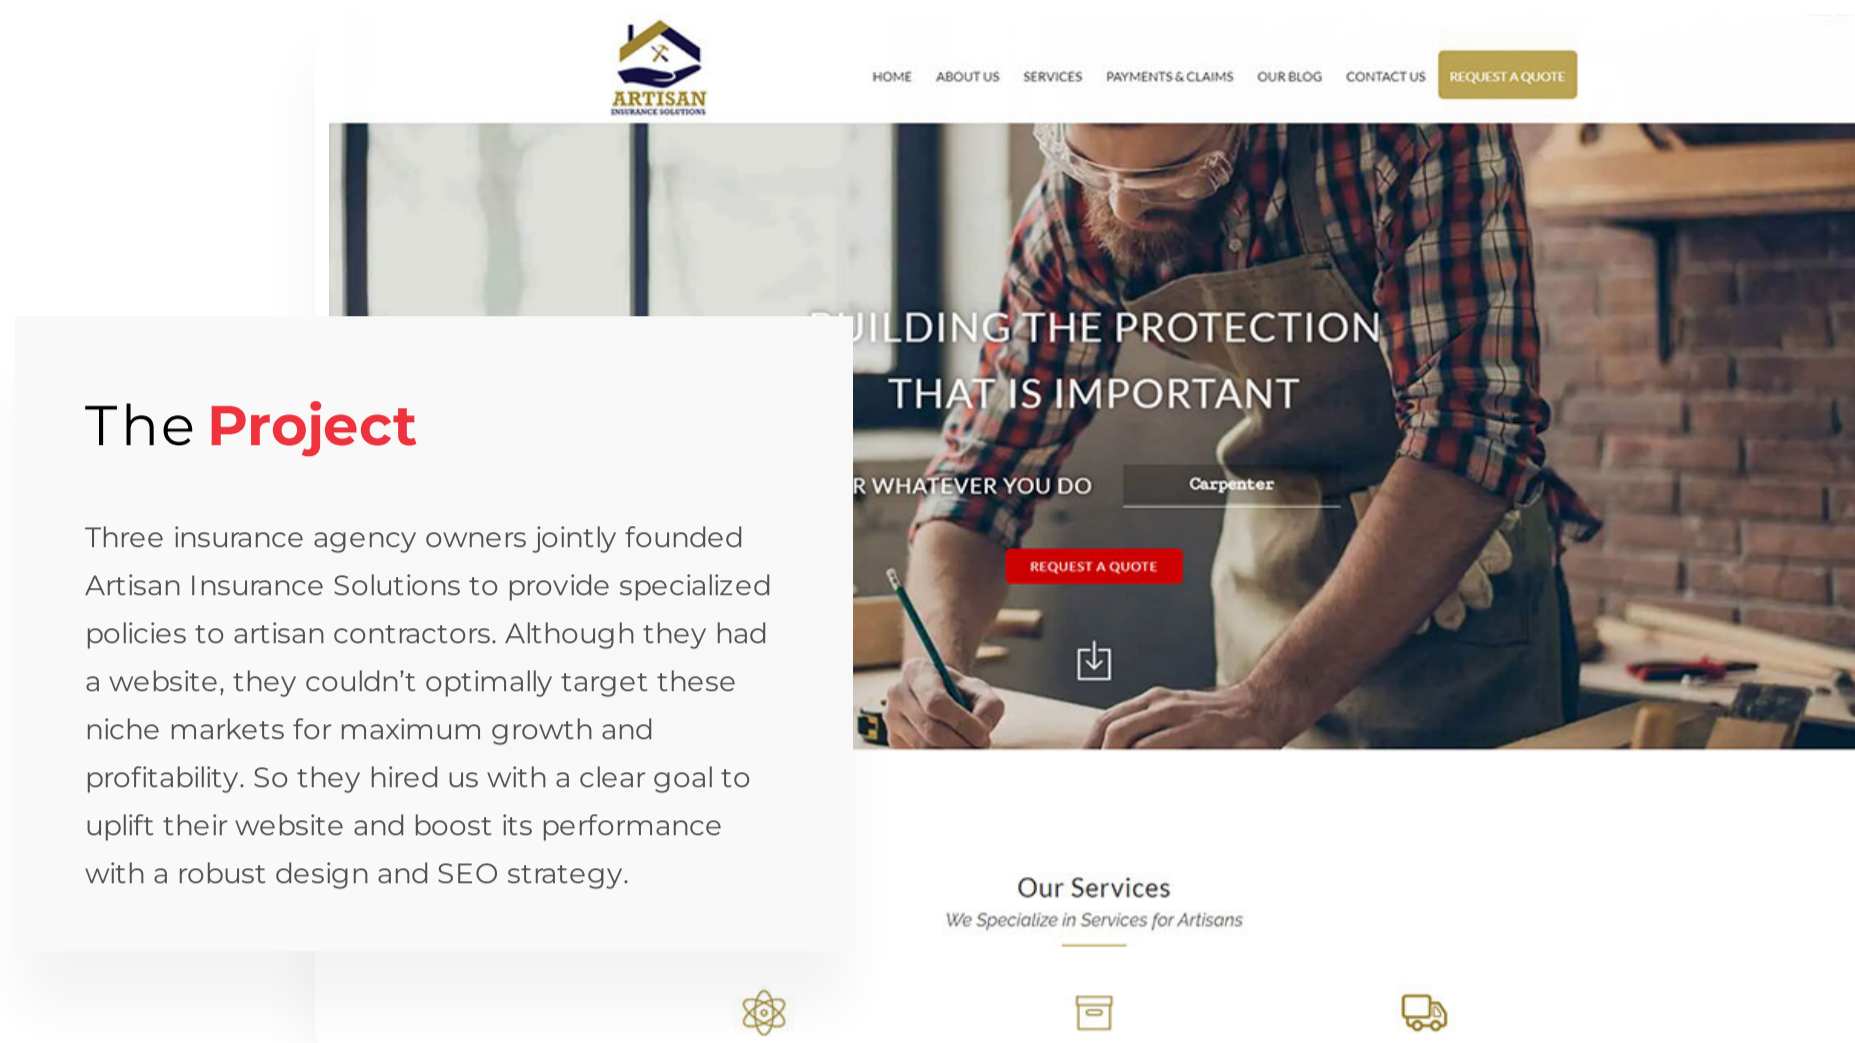 ARTISAN
INSURANCE SOLUTIONS
HOME ABOUT US SERVICES PAYMENTS & CLAIMS OUR BLOG CONTACT US REQUEST A QUOTE
BUILDING THE PROTECTION
THAT IS IMPORTANT
R WHATEVER YOU DO Carpenter
REQUEST A QUOTE
The Project
Three insurance agency owners jointly founded
Artisan Insurance Solutions to provide specialized
policies to artisan contractors. Although they had
a website, they couldn’t optimally target these
niche markets for maximum growth and
profitability. So they hired us with a clear goal to
uplift their website and boost its performance
with a robust design and SEO strategy.
Our Services
We Specialize in Services for Artisans